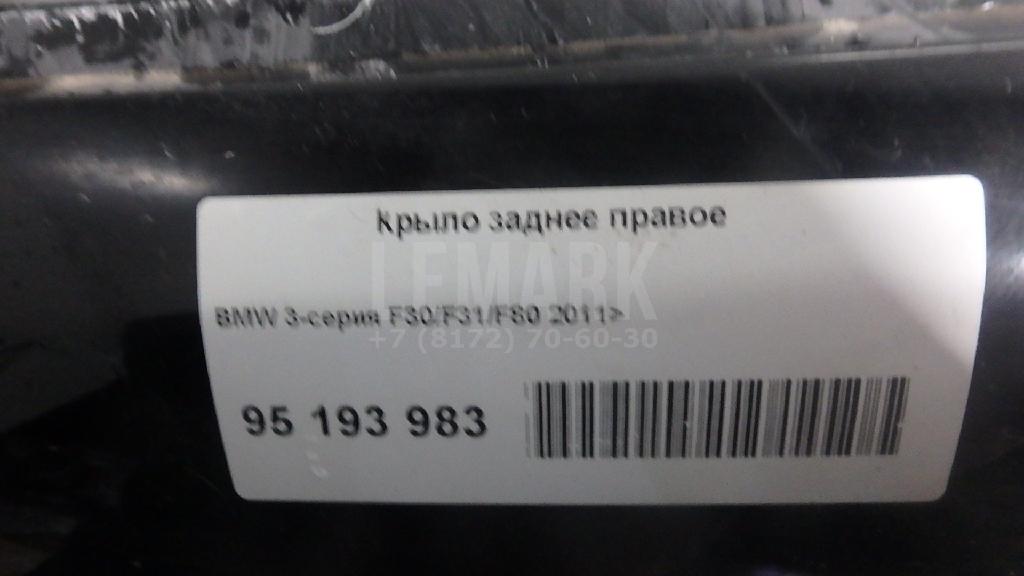 Крыло заднее правое
LEMARK
BMW 3-серия F30/F31/F80 2011>
+7 (8172) 70-60-30
95 193 983